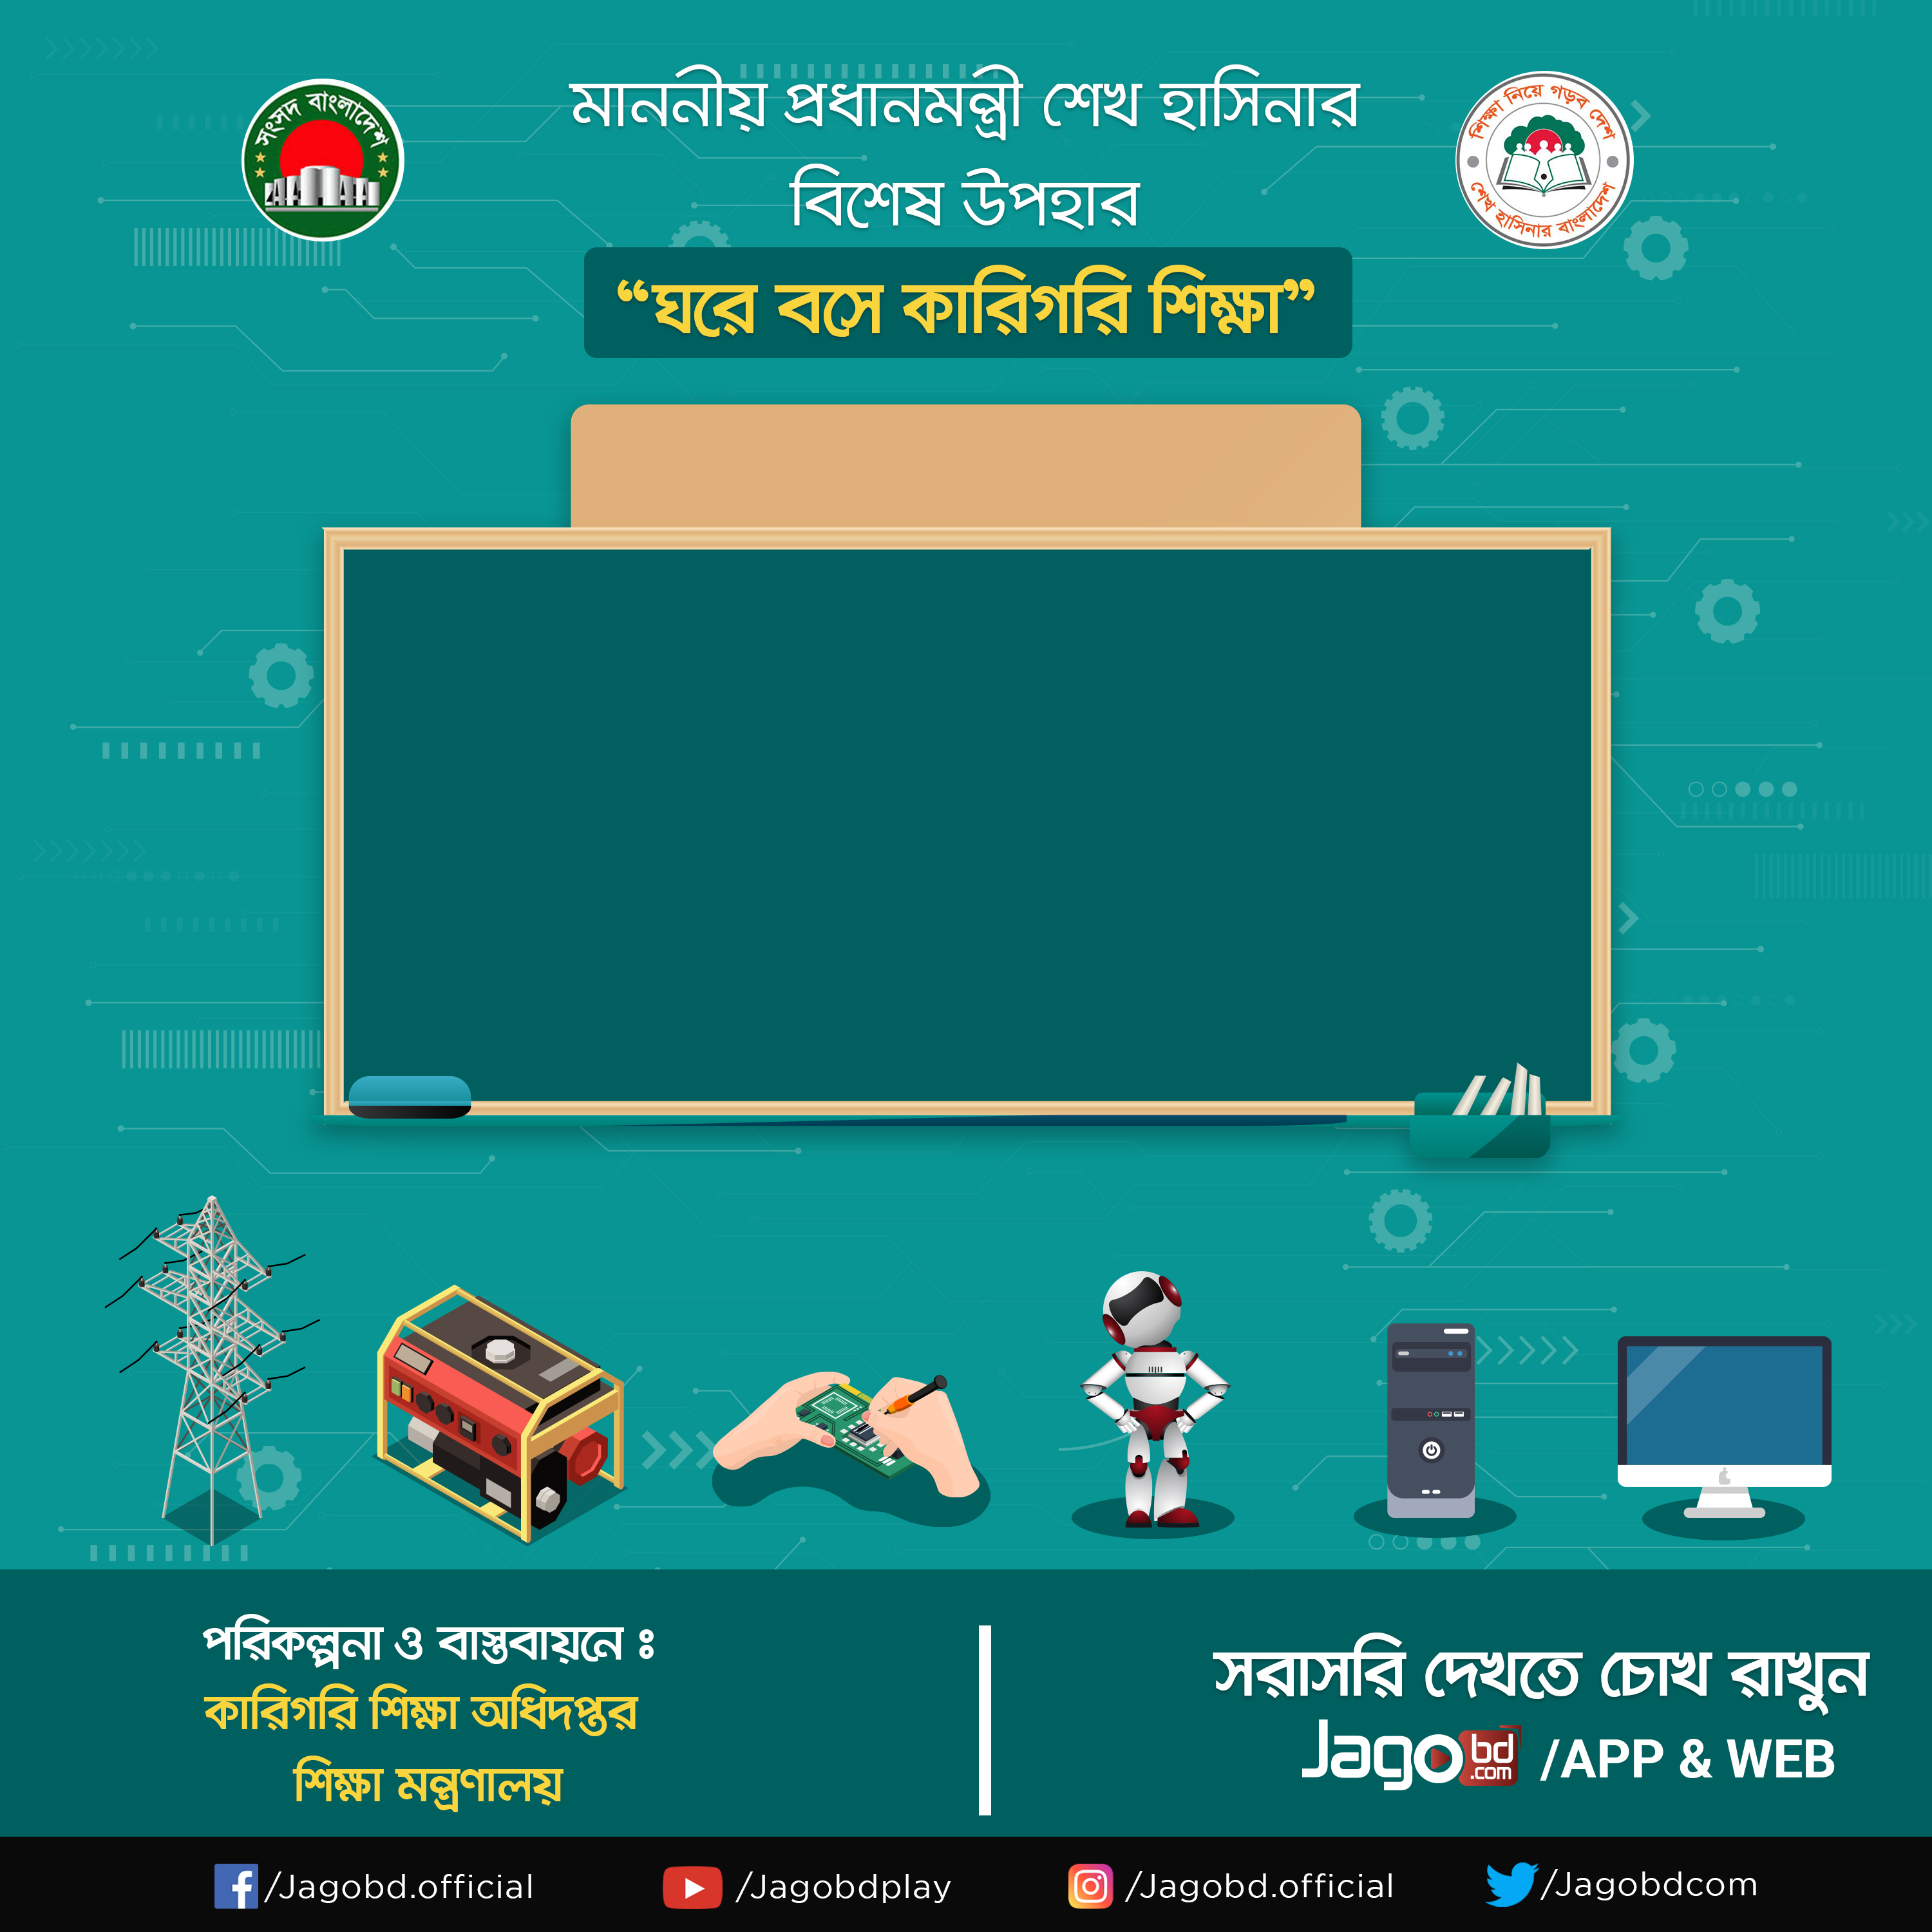 সংসদ বাংলাদেশ
মাননীয় প্রধানমন্ত্রী শেখ হাসিনার
বিশেষ উপহার
“ঘরে বসে কারিগরি শিক্ষা”
শিক্ষা নিয়ে গড়ব দেশ
শেখ হাসিনার বাংলাদেশ
পরিকল্পনা ও বাস্তবায়নে ঃ
কারিগরি শিক্ষা অধিদপ্তর
শিক্ষা মন্ত্রণালয়
সরাসরি দেখতে চোখ রাখুন
Jagobd.com /APP & WEB
/Jagobd.official
/Jagobdplay
/Jagobd.official
/Jagobdcom